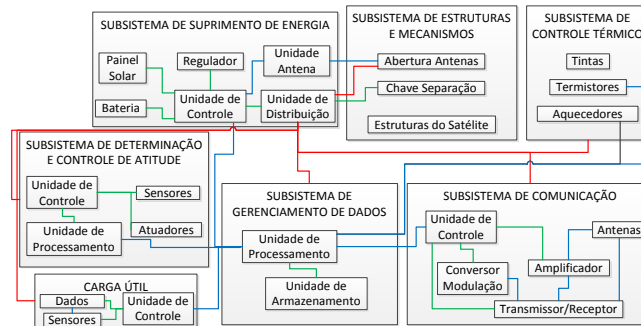 SUBSISTEMA DE SUPRIMENTO DE ENERGIA
Painel
Solar
Regulador
Unidade
Antena
Bateria
Unidade de
Controle
Unidade de
Distribuição
SUBSISTEMA DE ESTRUTURAS
E MECANISMOS
Abertura Antenas
Chave Separação
Estruturas do Satélite
SUBSISTEMA DE
CONTROLE TÉRMICO
Tintas
Termistores
Aquecedores
SUBSISTEMA DE DETERMINAÇÃO
E CONTROLE DE ATITUDE
Unidade de
Controle
Sensores
Unidade de
Processamento
Atuadores
SUBSISTEMA DE
GERENCIAMENTO DE DADOS
Unidade de
Processamento
Unidade de
Armazenamento
SUBSISTEMA DE COMUNICAÇÃO
Unidade de
Controle
Antenas
Conversor
Modulação
Amplificador
Transmissor/Receptor
CARGA ÚTIL
Dados
Sensores
Unidade de
Controle